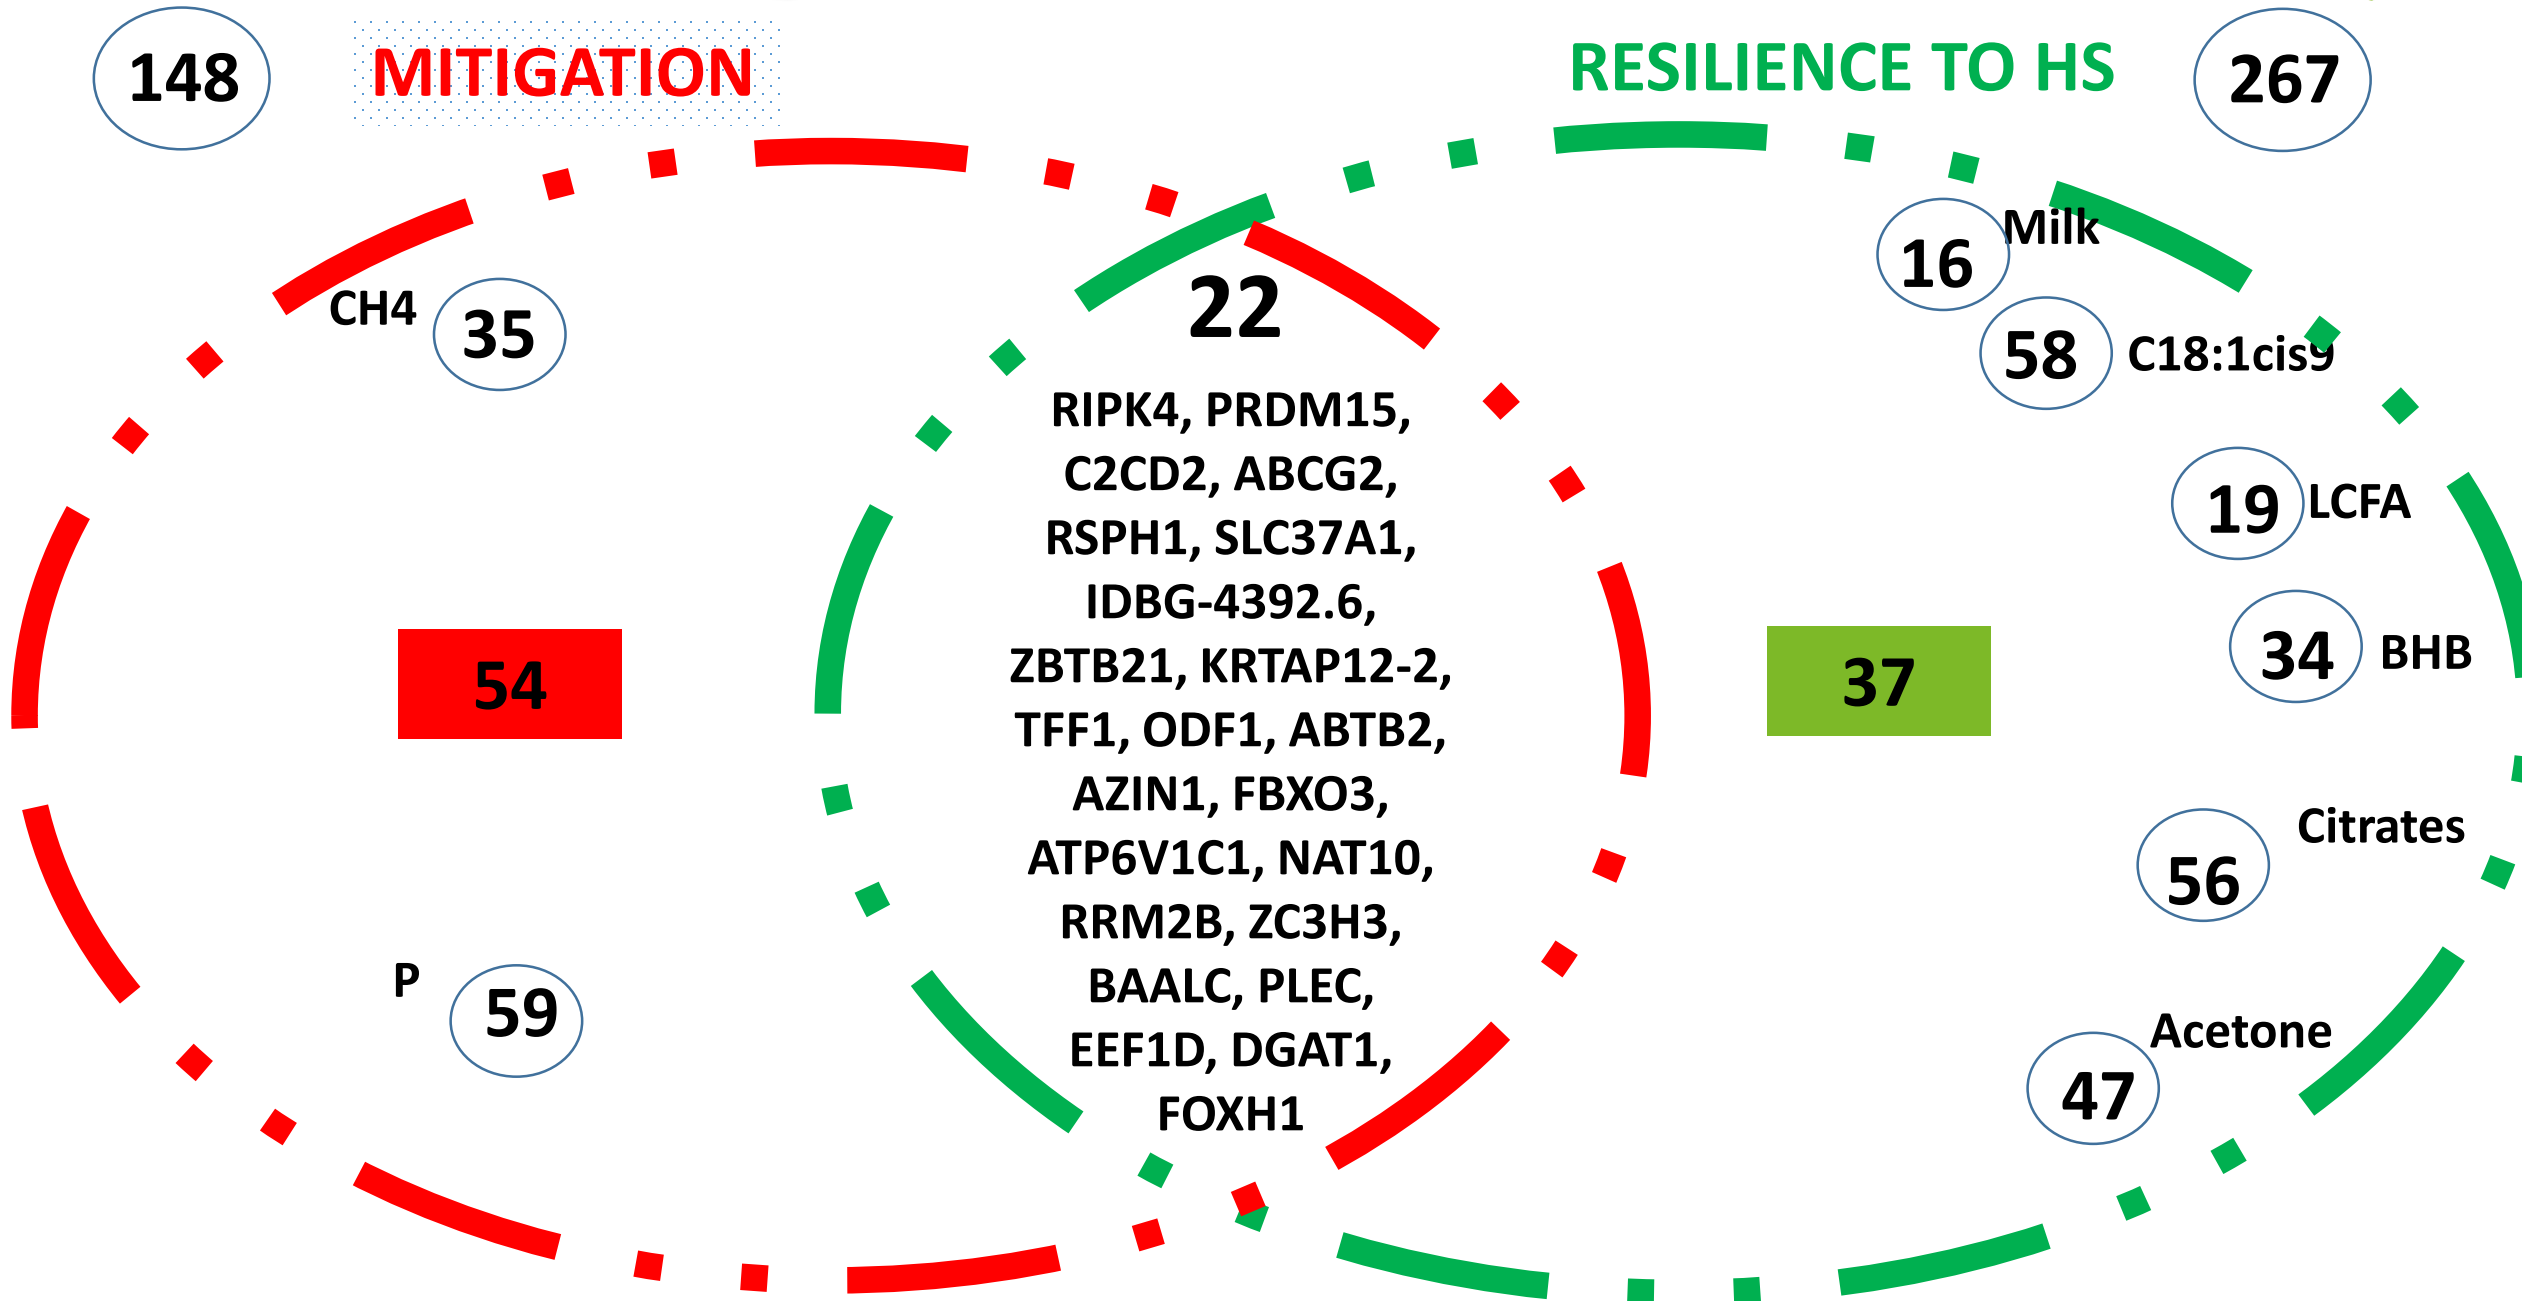 148
MITIGATION
RESILIENCE TO HS
267
CH4
35
54
P
59
22
RIPK4, PRDM15,
C2CD2, ABCG2,
RSPH1, SLC37A1,
IDBG-4392.6,
ZBTB21, KRTAP12-2,
TFF1, ODF1, ABTB2,
AZIN1, FBXO3,
ATP6V1C1, NAT10,
RRM2B, ZC3H3,
BAALC, PLEC,
EEF1D, DGAT1,
FOXH1
37
16 Milk
58 C18:1cis9
19 LCFA
34 BHB
Citrates
56
Acetone
47